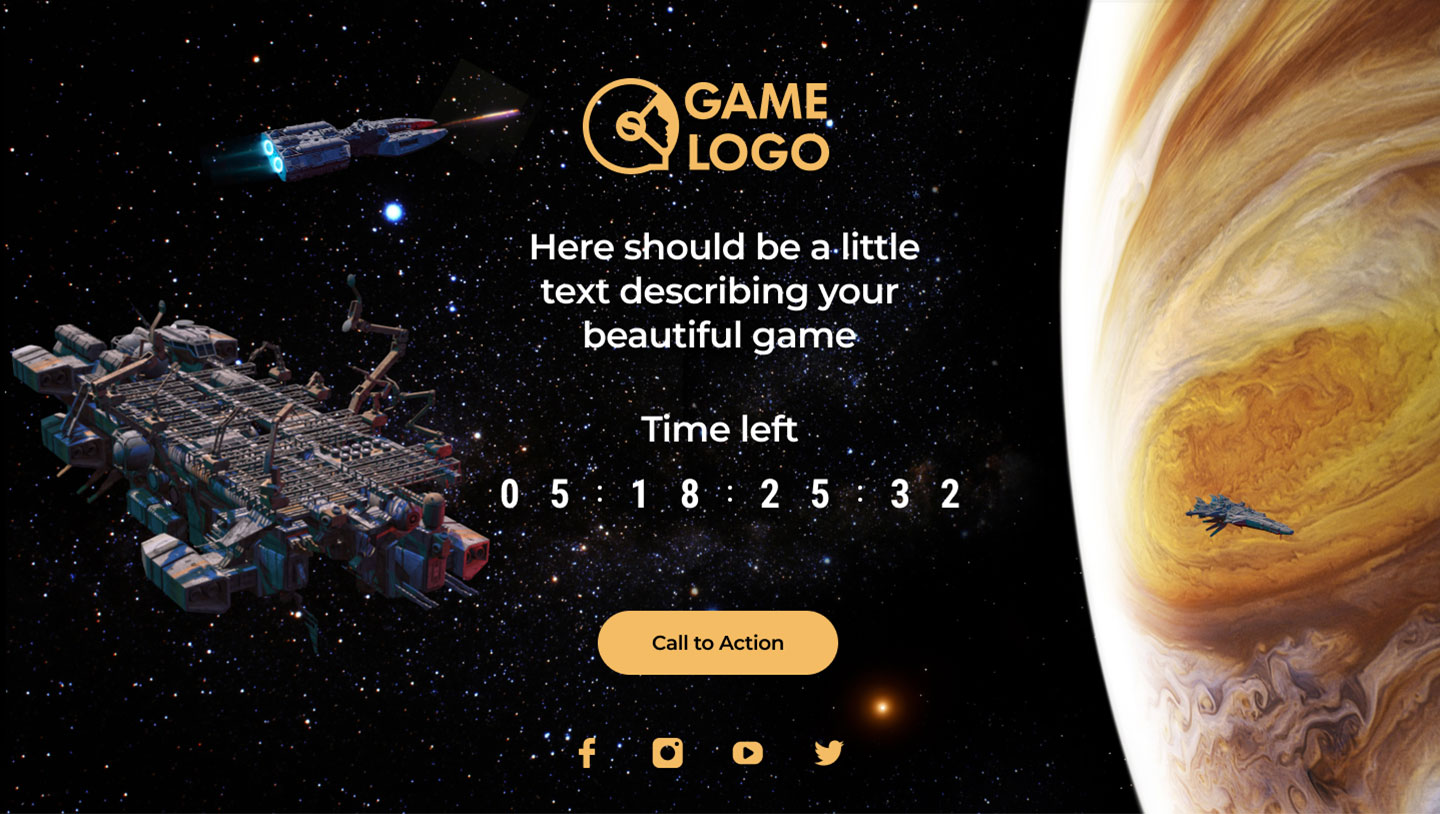 GAME
LOGO
Here should be a little
text describing your
beautiful game
Time left
05:18:25:32
Call to Action